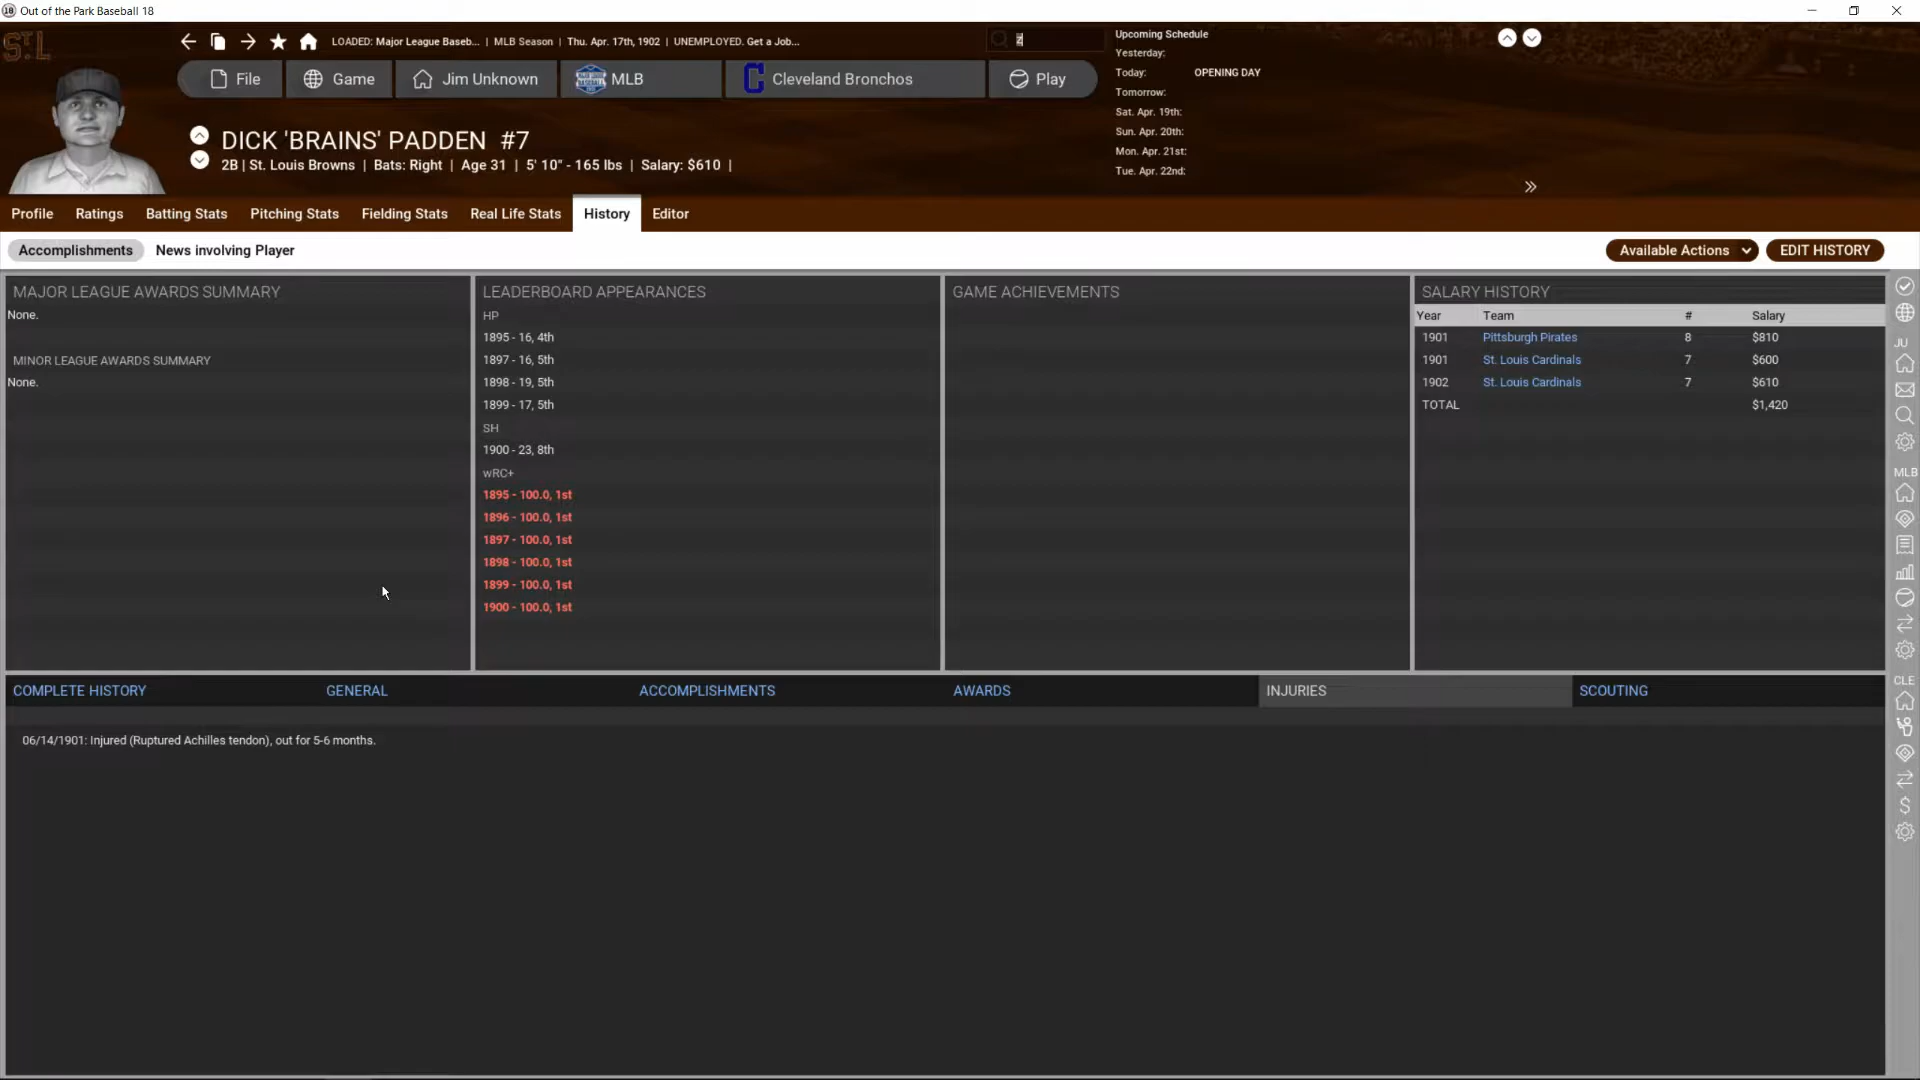 Out of the Park Baseball 18
LOADED: Major League Baseb... | MLB Season | Thu. Apr. 17th, 1902 | UNEMPLOYED. Get a Job...
File
Game
Jim Unknown
MLB
Cleveland Bronchos
Play
Upcoming Schedule
Yesterday:
Today: OPENING DAY
Tomorrow:
Sat. Apr. 19th:
Sun. Apr. 20th:
Mon. Apr. 21st:
Tue. Apr. 22nd:
DICK 'BRAINS' PADDEN #7
2B | St. Louis Browns | Bats: Right | Age 31 | 5' 10" - 165 lbs | Salary: $610 |
Profile
Ratings
Batting Stats
Pitching Stats
Fielding Stats
Real Life Stats
History
Editor
Accomplishments
News involving Player
Available Actions
EDIT HISTORY
MAJOR LEAGUE AWARDS SUMMARY
None.
MINOR LEAGUE AWARDS SUMMARY
None.
LEADERBOARD APPEARANCES
HP
1895 - 16, 4th
1897 - 16, 5th
1898 - 19, 5th
1899 - 17, 5th
SH
1900 - 23, 8th
wRC+
1895 - 100.0, 1st
1896 - 100.0, 1st
1897 - 100.0, 1st
1898 - 100.0, 1st
1899 - 100.0, 1st
1900 - 100.0, 1st
GAME ACHIEVEMENTS
SALARY HISTORY
Year Team # Salary
1901 Pittsburgh Pirates 8 $810
1901 St. Louis Cardinals 7 $600
1902 St. Louis Cardinals 7 $610
TOTAL $1,420
JU
MLB
CLE
COMPLETE HISTORY
GENERAL
ACCOMPLISHMENTS
AWARDS
INJURIES
SCOUTING
06/14/1901: Injured (Ruptured Achilles tendon), out for 5-6 months.